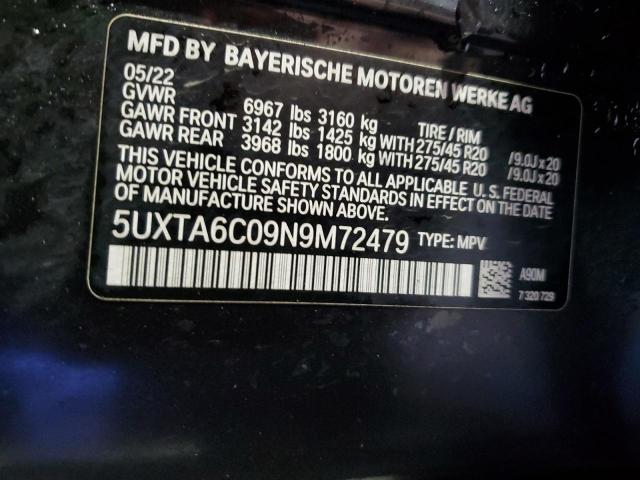 MFD BY BAYERISCHE MOTOREN WERKE AG
05/22
GVWR 6967 lbs 3160 kg TIRE / RIM
GAWR FRONT 3142 lbs 1425 kg WITH 275/45 R20 /9.0J x 20
GAWR REAR 3968 lbs 1800 kg WITH 275/45 R20 /9.0J x 20
THIS VEHICLE CONFORMS TO ALL APPLICABLE U.S. FEDERAL
MOTOR VEHICLE SAFETY STANDARDS IN EFFECT ON THE DATE
OF MANUFACTURE SHOWN ABOVE.
5UXTA6C09N9M72479 TYPE: MPV
A90M
7 320 729